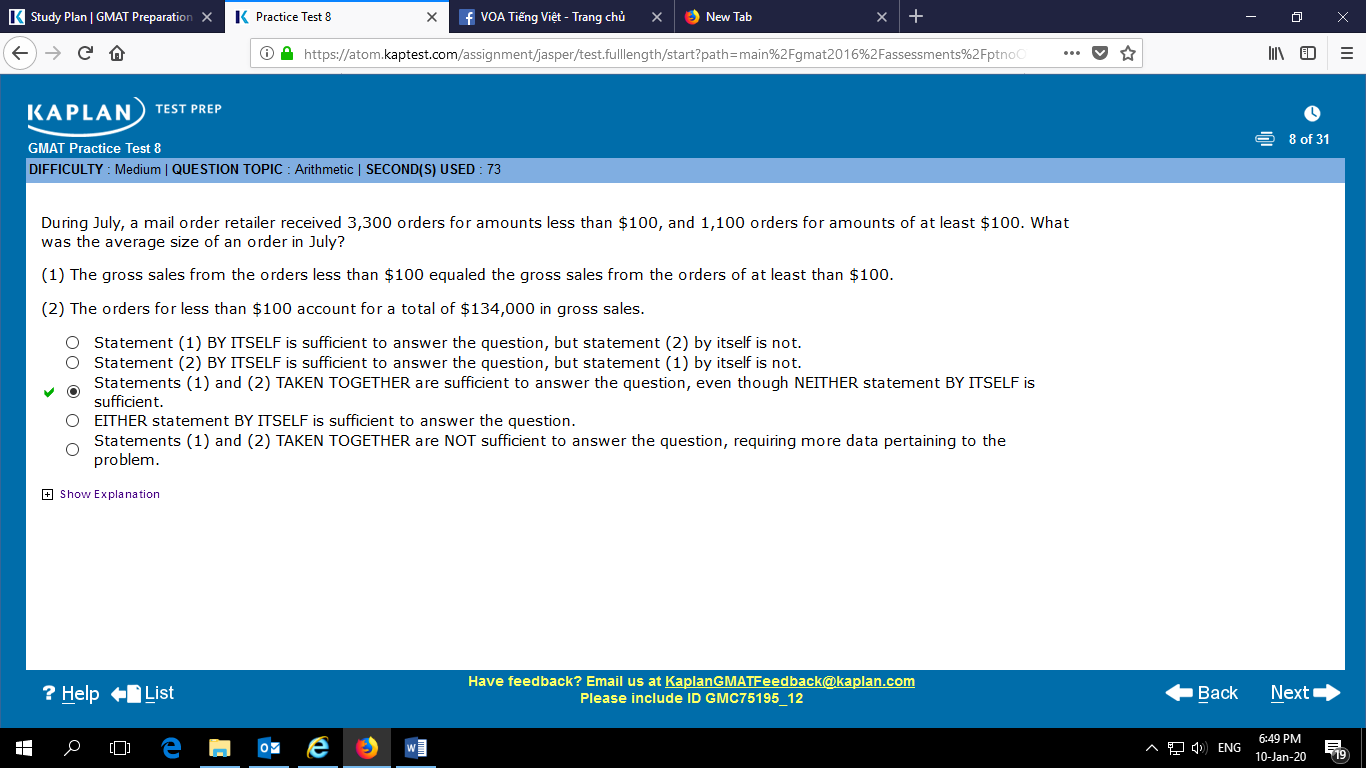 Study Plan | GMAT Preparation
Practice Test 8
VOA Tiếng Việt - Trang chủ
New Tab
https://atom.kaptest.com/assignment/jasper/test.fulllength/start?path=main%2Fgmat2016%2Fassessments%2Fptno
KAPLAN TEST PREP
GMAT Practice Test 8
8 of 31
DIFFICULTY : Medium | QUESTION TOPIC : Arithmetic | SECOND(S) USED : 73
During July, a mail order retailer received 3,300 orders for amounts less than $100, and 1,100 orders for amounts of at least $100. What
was the average size of an order in July?
(1) The gross sales from the orders less than $100 equaled the gross sales from the orders of at least than $100.
(2) The orders for less than $100 account for a total of $134,000 in gross sales.
Statement (1) BY ITSELF is sufficient to answer the question, but statement (2) by itself is not.
Statement (2) BY ITSELF is sufficient to answer the question, but statement (1) by itself is not.
Statements (1) and (2) TAKEN TOGETHER are sufficient to answer the question, even though NEITHER statement BY ITSELF is
sufficient.
EITHER statement BY ITSELF is sufficient to answer the question.
Statements (1) and (2) TAKEN TOGETHER are NOT sufficient to answer the question, requiring more data pertaining to the
problem.
Show Explanation
? Help
List
Have feedback? Email us at KaplanGMATFeedback@kaplan.com
Please include ID GMC75195_12
Back
Next
ENG
6:49 PM
10-Jan-20
19